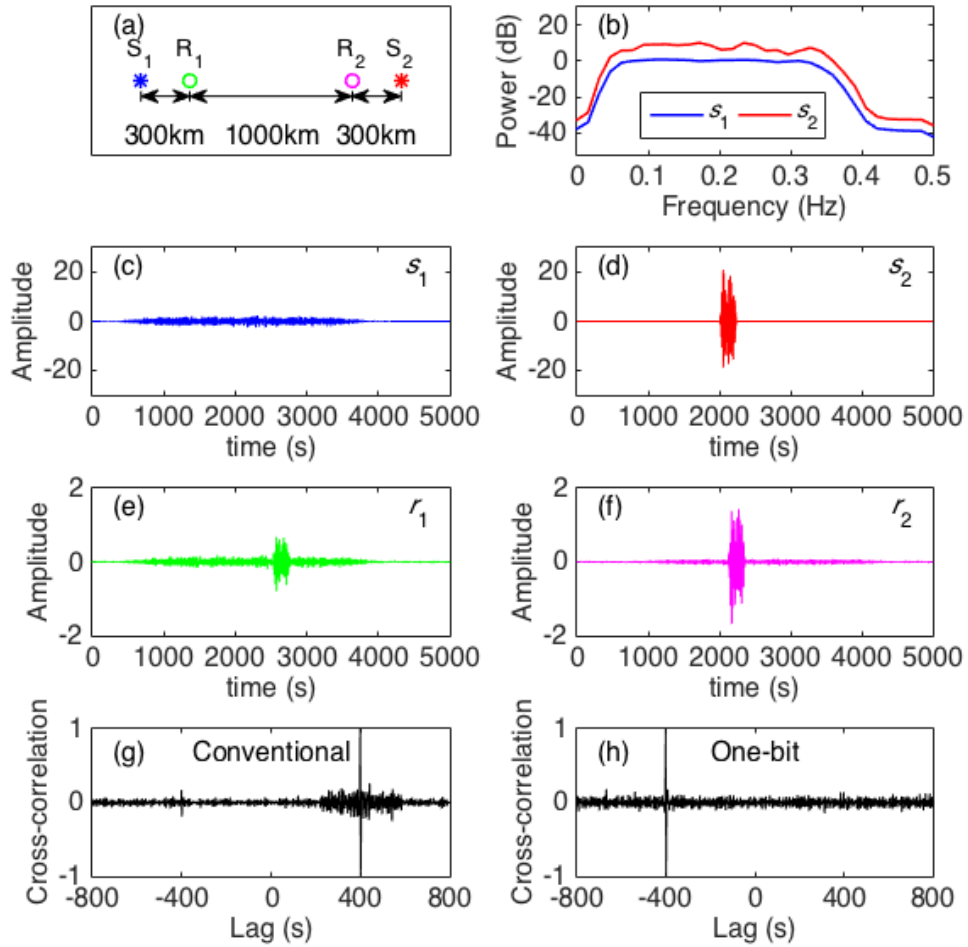 (a)
S1 R1 R2 S2
300km 1000km 300km
(b)
Power (dB)
20
0
-20
-40
s1 s2
0 0.1 0.2 0.3 0.4 0.5
Frequency (Hz)
(c) s1
Amplitude
20
0
-20
0 1000 2000 3000 4000 5000
time (s)
(d) s2
Amplitude
20
0
-20
0 1000 2000 3000 4000 5000
time (s)
(e) r1
Amplitude
2
0
-2
0 1000 2000 3000 4000 5000
time (s)
(f) r2
Amplitude
2
0
-2
0 1000 2000 3000 4000 5000
time (s)
(g) Conventional
Cross-correlation
1
0
-1
-800 -400 0 400 800
Lag (s)
(h) One-bit
Cross-correlation
1
0
-1
-800 -400 0 400 800
Lag (s)